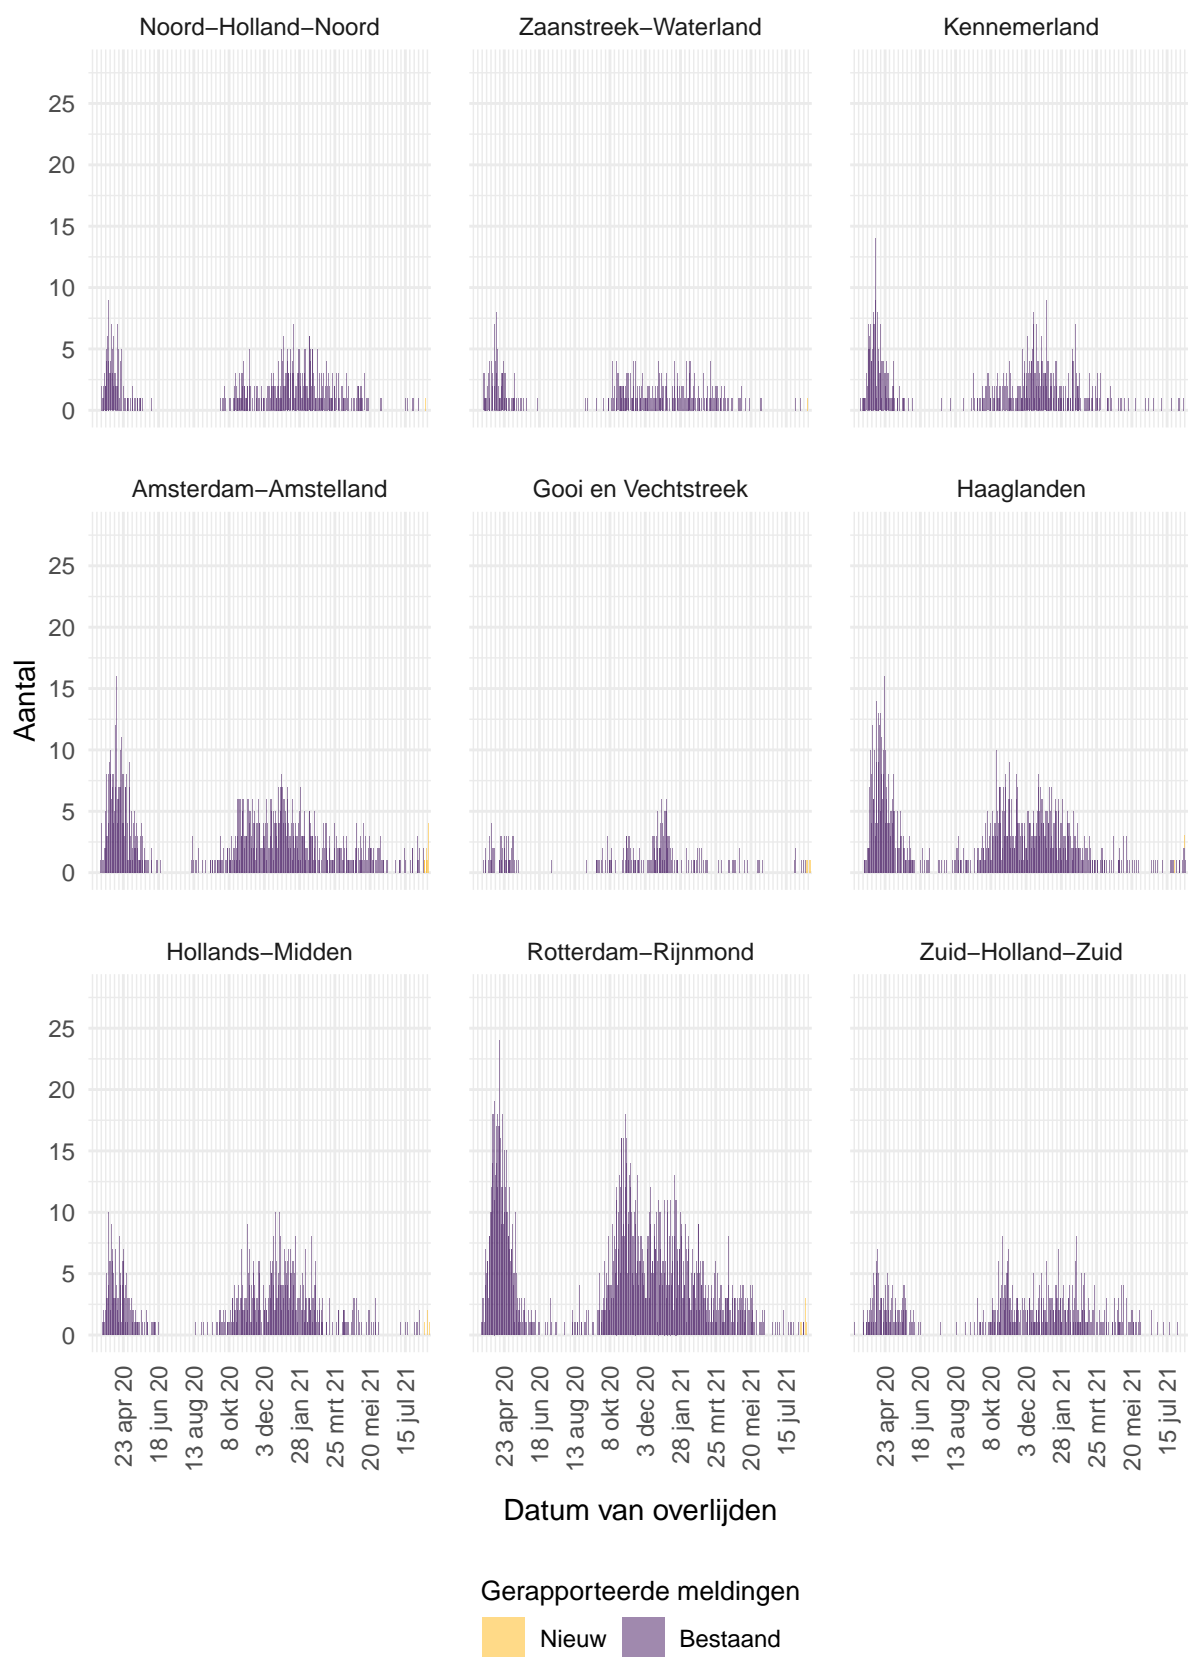 Noord−Holland−Noord
Zaanstreek−Waterland
Kennemerland
25
20
15
10
5
0
Amsterdam−Amstelland
Gooi en Vechtstreek
Haaglanden
25
20
15
10
5
0
Aantal
Hollands−Midden
Rotterdam−Rijnmond
Zuid−Holland−Zuid
25
20
15
10
5
0
23 apr 20
18 jun 20
13 aug 20
8 okt 20
3 dec 20
28 jan 21
25 mrt 21
20 mei 21
15 jul 21
23 apr 20
18 jun 20
13 aug 20
8 okt 20
3 dec 20
28 jan 21
25 mrt 21
20 mei 21
15 jul 21
23 apr 20
18 jun 20
13 aug 20
8 okt 20
3 dec 20
28 jan 21
25 mrt 21
20 mei 21
15 jul 21
Datum van overlijden
Gerapporteerde meldingen
Nieuw Bestaand